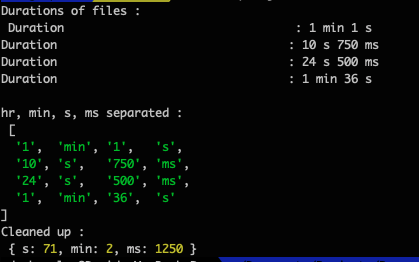 Durations of files :
Duration : 1 min 1 s
Duration : 10 s 750 ms
Duration : 24 s 500 ms
Duration : 1 min 36 s
hr, min, s, ms separated :
[
'1', 'min', '1', 's',
'10', 's', '750', 'ms',
'24', 's', '500', 'ms',
'1', 'min', '36', 's'
]
Cleaned up :
{ s: 71, min: 2, ms: 1250 }